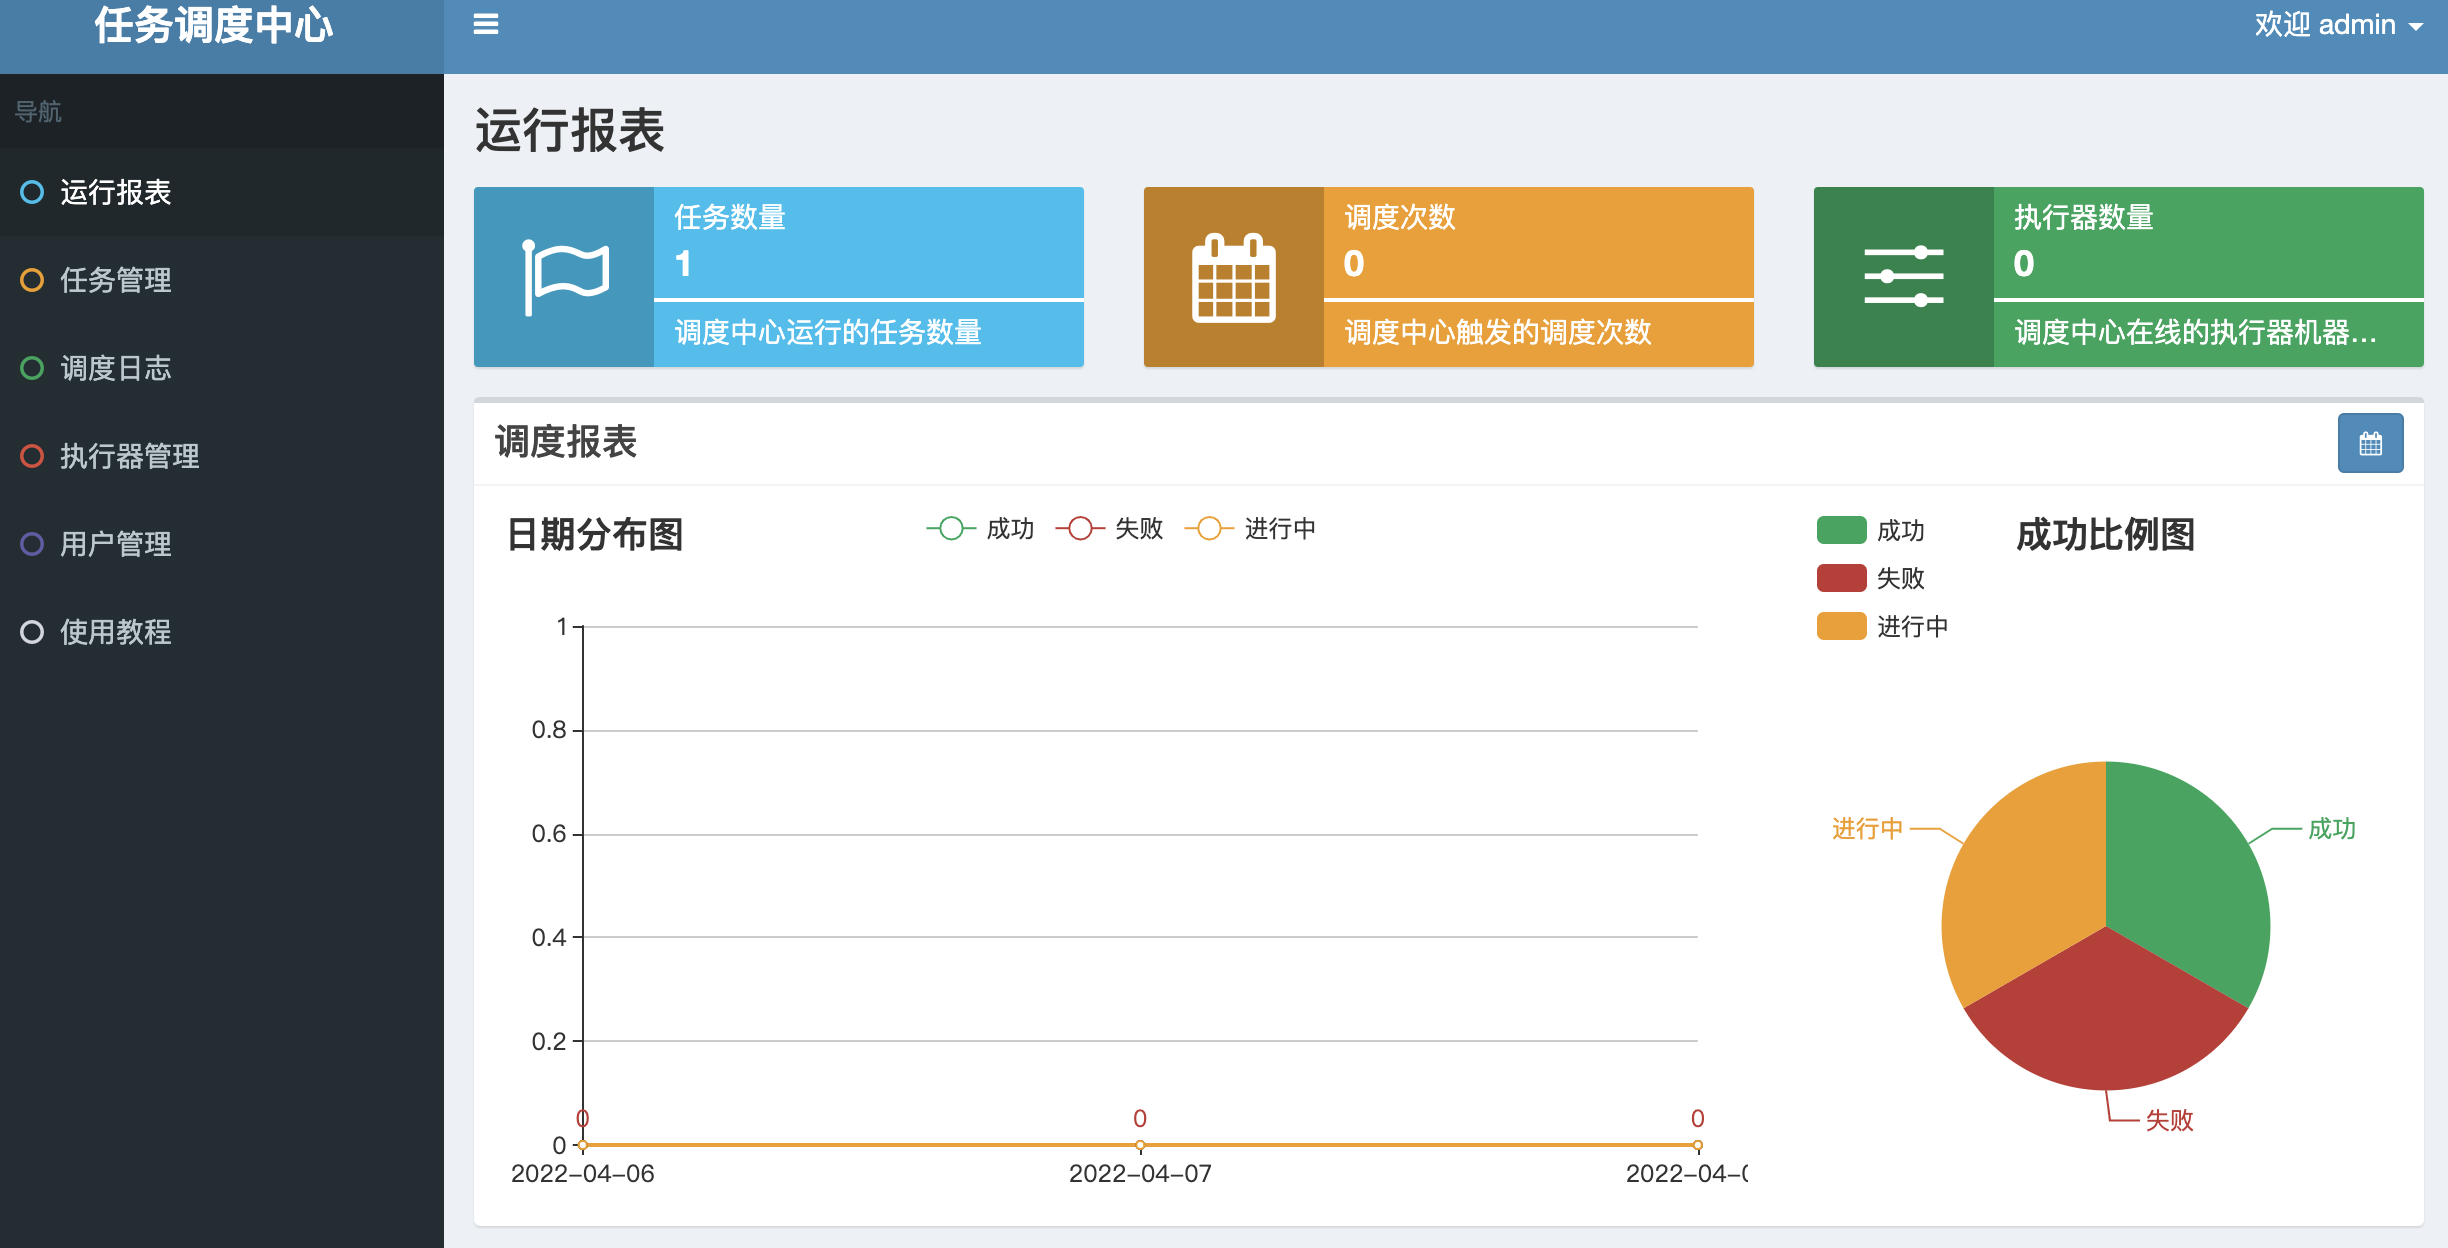 任务调度中心
欢迎 admin
导航
运行报表
任务管理
调度日志
执行器管理
用户管理
使用教程
运行报表
任务数量
1
调度中心运行的任务数量
调度次数
0
调度中心触发的调度次数
执行器数量
0
调度中心在线的执行器机器...
调度报表
日期分布图
成功 失败 进行中
1
0.8
0.6
0.4
0.2
0
0 0 0
2022-04-06 2022-04-07 2022-04-0
成功
失败
进行中
成功比例图
进行中
成功
失败